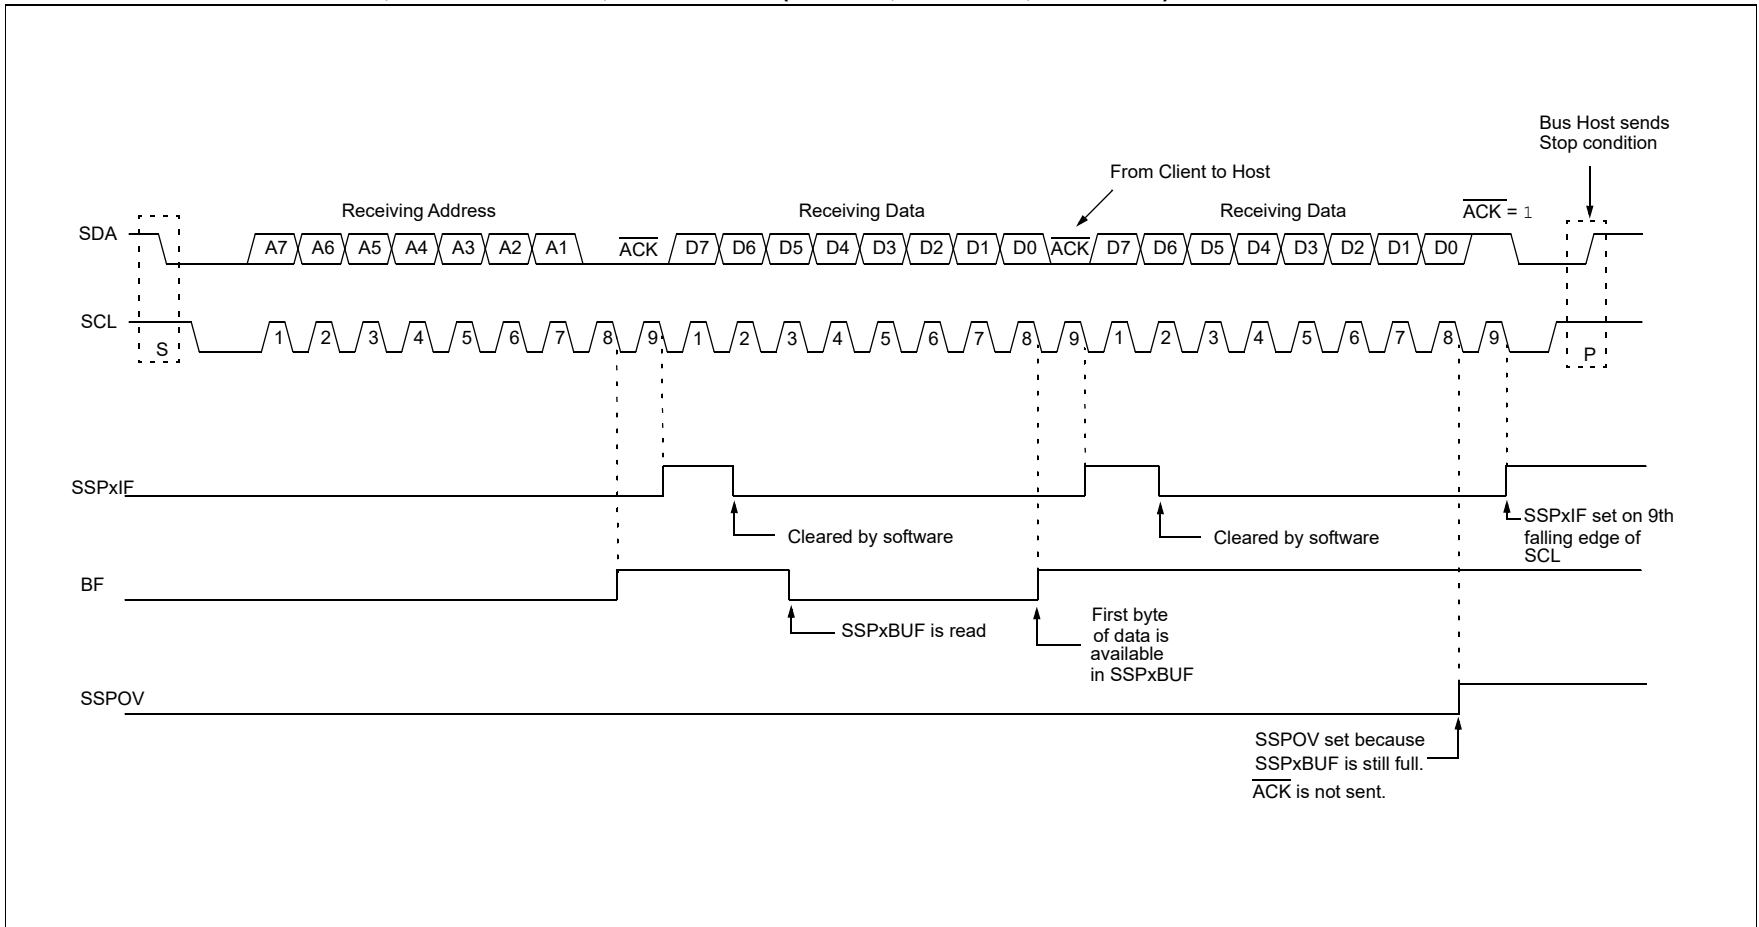 Bus Host sends
Stop condition
From Client to Host
Receiving Address
Receiving Data
Receiving Data
ACK = 1
SDA
A7 A6 A5 A4 A3 A2 A1 ACK D7 D6 D5 D4 D3 D2 D1 D0 ACK D7 D6 D5 D4 D3 D2 D1 D0
SCL
S
1 2 3 4 5 6 7 8 9 1 2 3 4 5 6 7 8 9 1 2 3 4 5 6 7 8 9
P
SSPxIF
Cleared by software
Cleared by software
SSPxIF set on 9th
falling edge of
SCL
BF
SSPxBUF is read
First byte
of data is
available
in SSPxBUF
SSPOV
SSPOV set because
SSPxBUF is still full.
ACK is not sent.